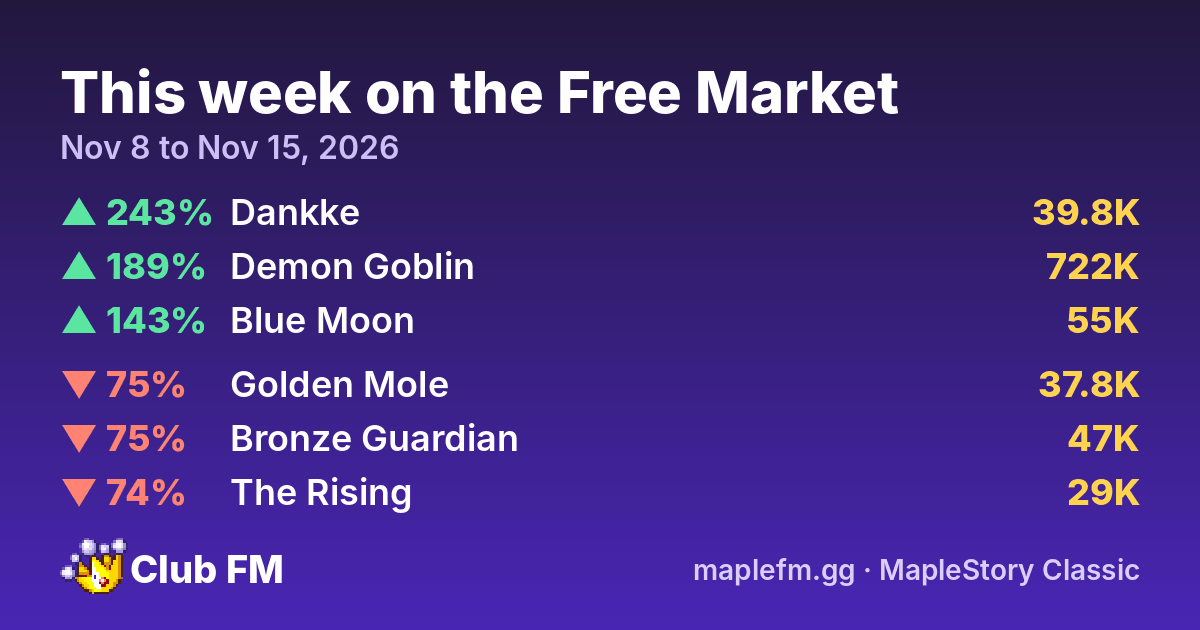 This week on the Free Market
Nov 8 to Nov 15, 2026
▲ 243% Dankke 39.8K
▲ 189% Demon Goblin 722K
▲ 143% Blue Moon 55K
▼ 75% Golden Mole 37.8K
▼ 75% Bronze Guardian 47K
▼ 74% The Rising 29K
Club FM maplefm.gg · MapleStory Classic